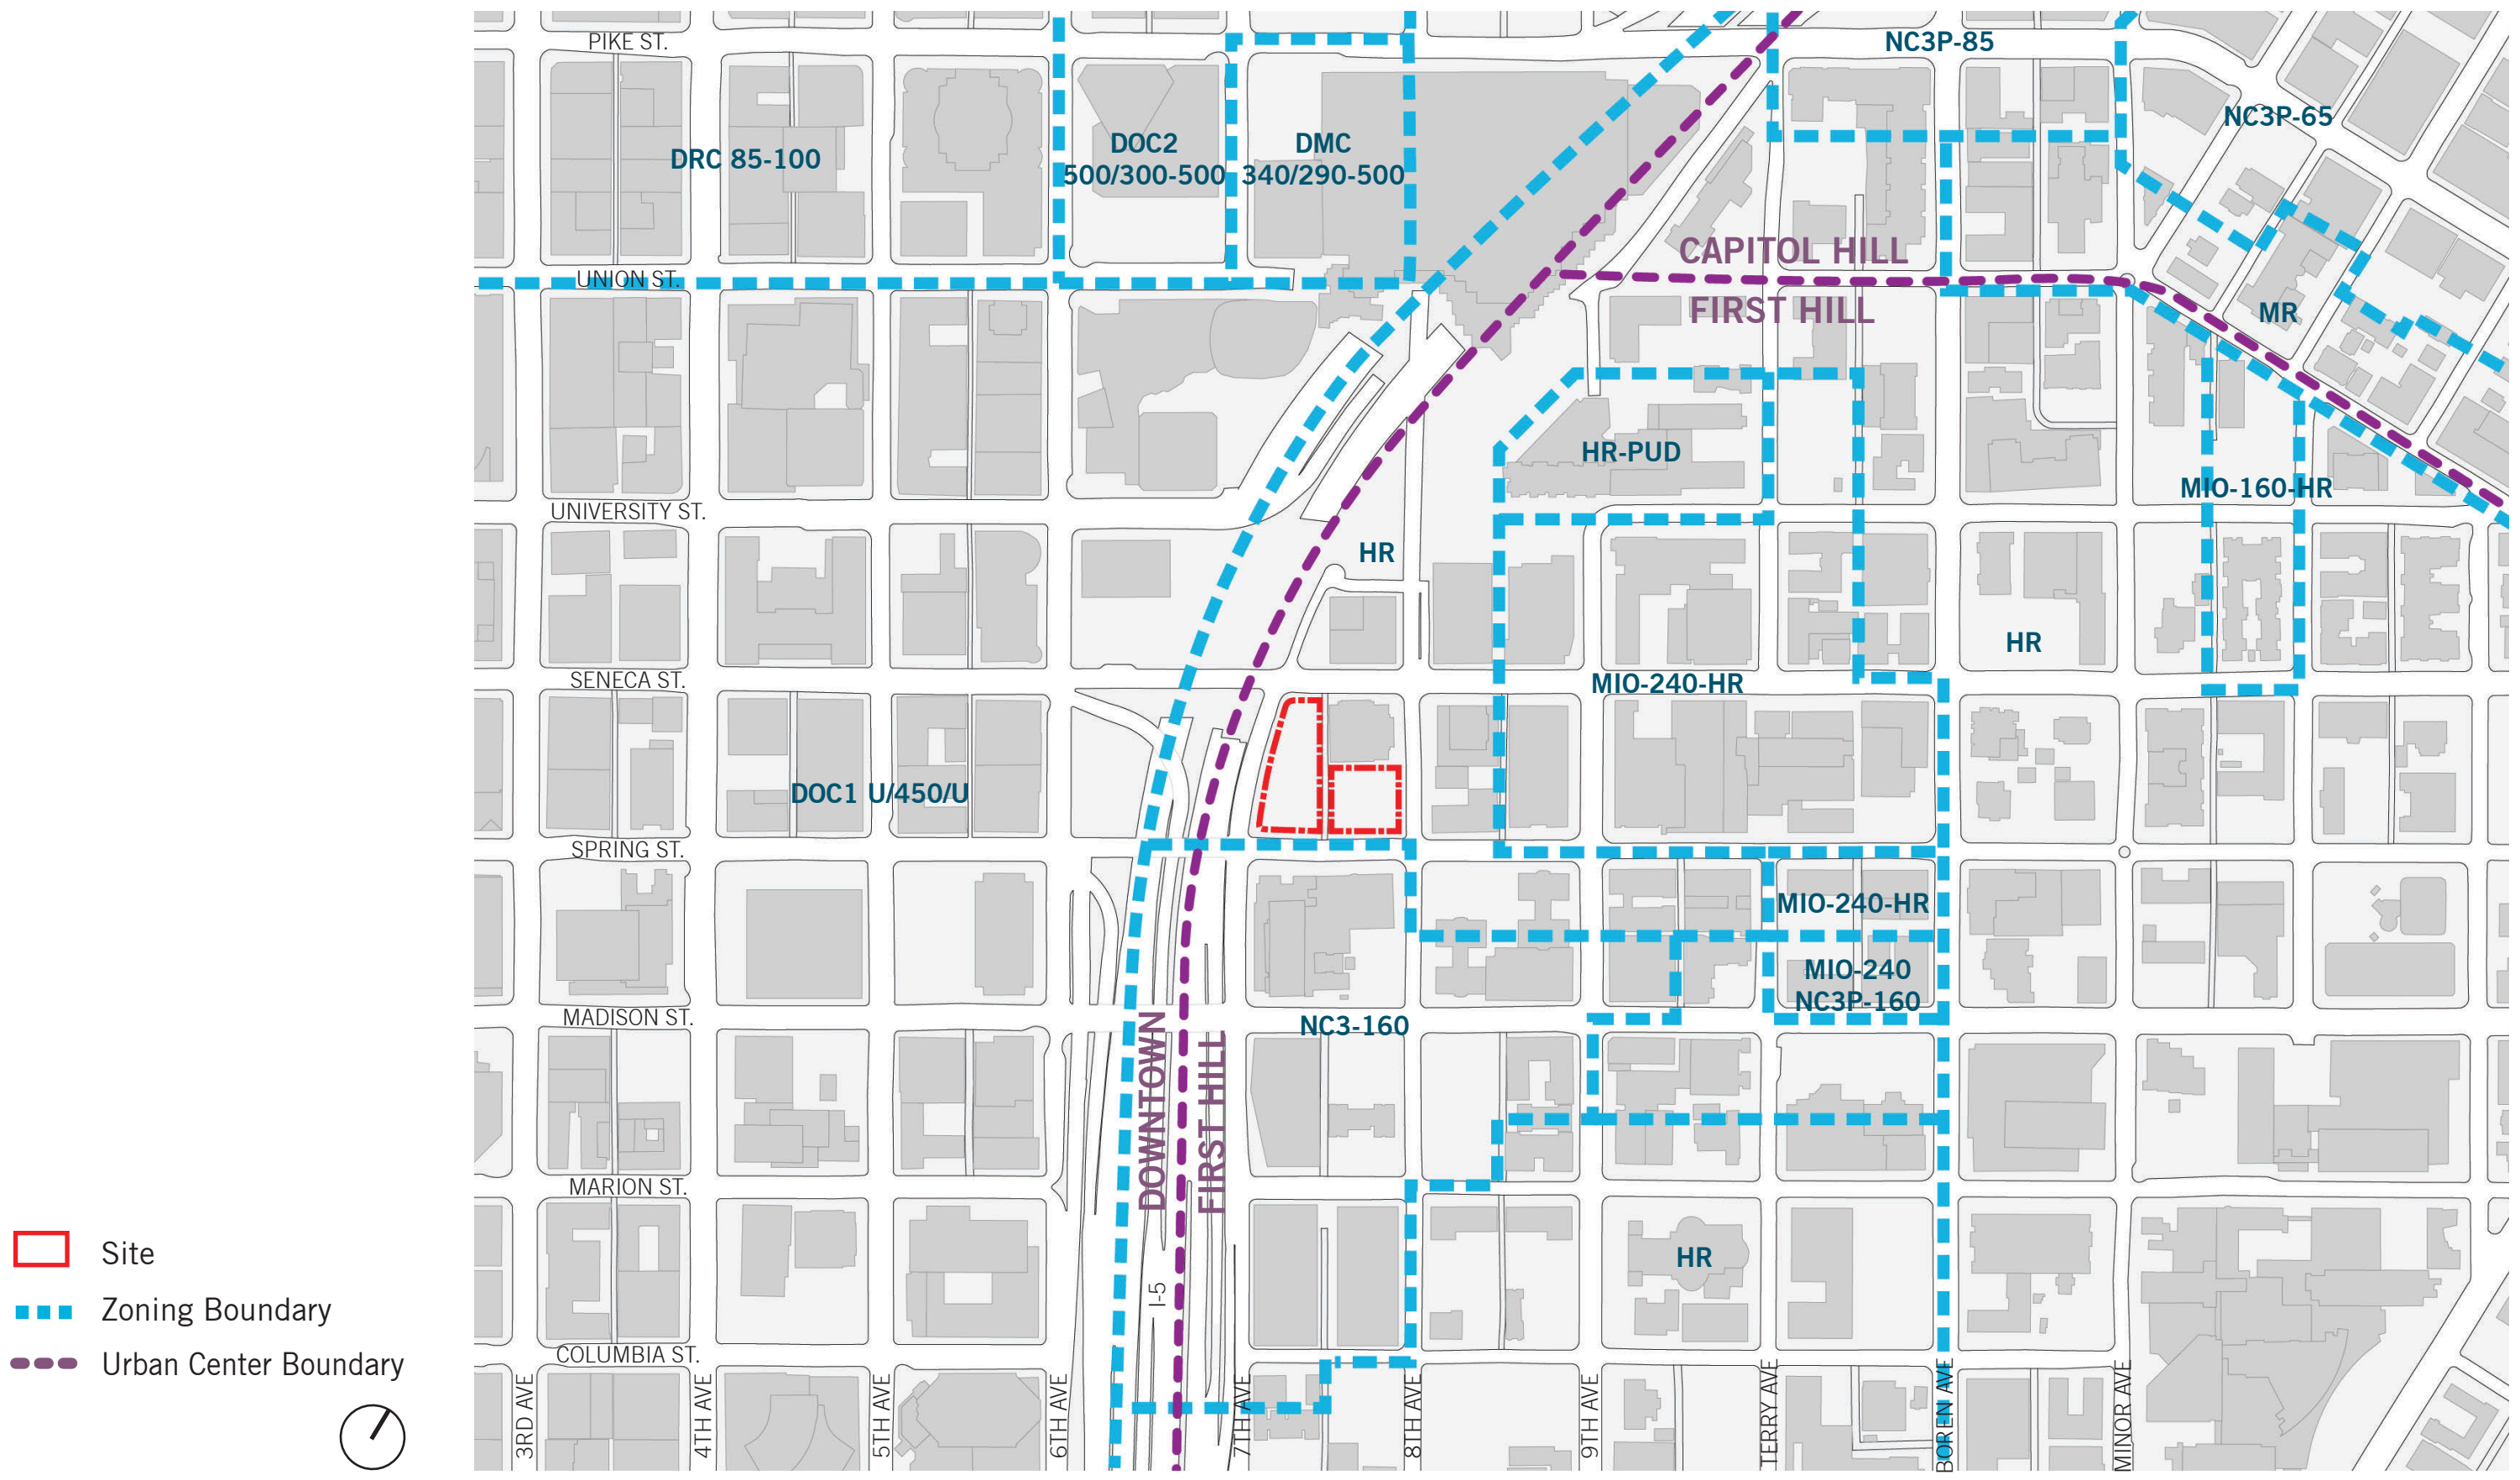 PIKE ST.
NC3P-85
NC3P-65
DRC 85-100
DOC2
500/300-500
DMC
340/290-500
CAPITOL HILL
FIRST HILL
UNION ST.
MR
HR-PUD
MIO-160-HR
UNIVERSITY ST.
HR
HR
SENECA ST.
MIO-240-HR
DOC1 U/450/U
SPRING ST.
MIO-240-HR
MIO-240
NC3P-160
MADISON ST.
NC3-160
DOWNTOWN
FIRST HILL
MARION ST.
HR
I-5
COLUMBIA ST.
3RD AVE
4TH AVE
5TH AVE
6TH AVE
7TH AVE
8TH AVE
9TH AVE
TERRY AVE
BOREN AVE
MINOR AVE
Site
Zoning Boundary
Urban Center Boundary